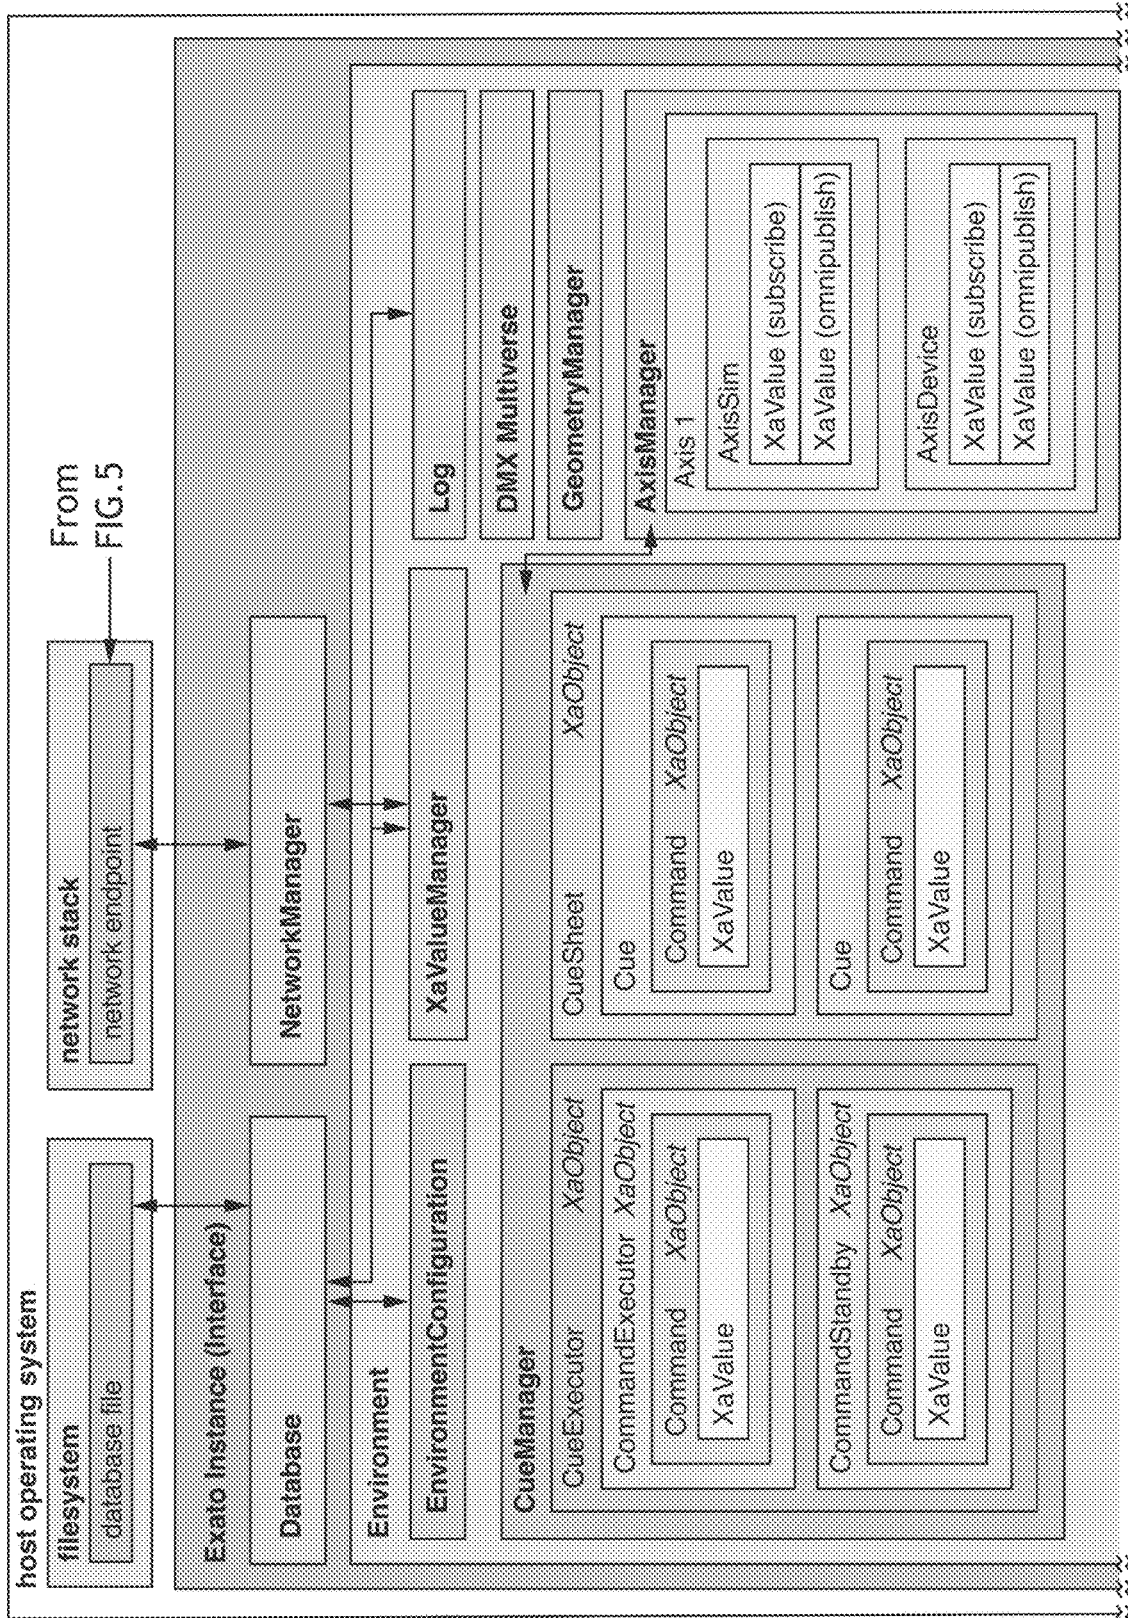 host operating system
filesystem
database file
network stack
network endpoint
From
FIG.5
Exato Instance (Interface)
Database
NetworkManager
Environment
EnvironmentConfiguration
XaValueManager
Log
DMX Multiverse
GeometryManager
CueManager
CueExecutor XaObject
CommandExecutor XaObject
Command XaObject
XaValue
CommandStandby XaObject
Command XaObject
XaValue
CueSheet XaObject
Cue
Command XaObject
XaValue
Cue
Command XaObject
XaValue
AxisManager
Axis 1
AxisSim
XaValue (subscribe)
XaValue (omnipublish)
AxisDevice
XaValue (subscribe)
XaValue (omnipublish)